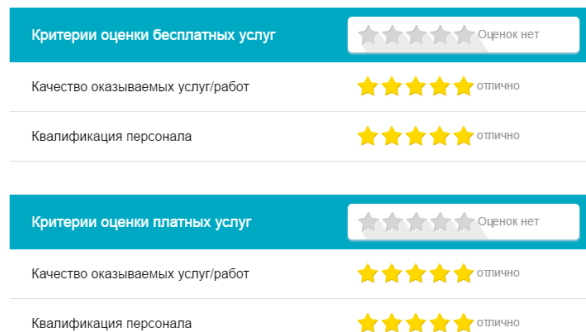 Критерии оценки бесплатных услуг Оценок нет
Качество оказываемых услуг/работ отлично
Квалификация персонала отлично
Критерии оценки платных услуг Оценок нет
Качество оказываемых услуг/работ отлично
Квалификация персонала отлично